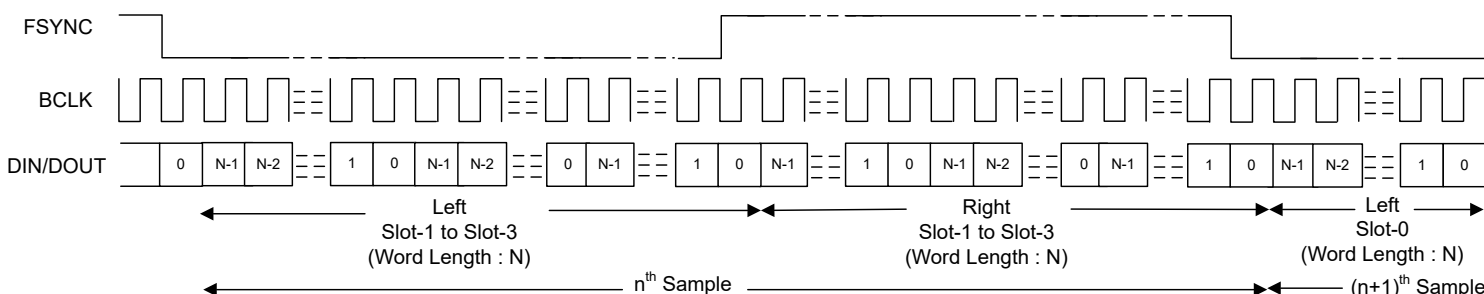 FSYNC
BCLK
DIN/DOUT 0 N-1 N-2 1 0 N-1 N-2 0 N-1 1 0 N-1 1 0 N-1 N-2 0 N-1 1 0 N-1 N-2 1 0
Left Right Left
Slot-1 to Slot-3 Slot-1 to Slot-3 Slot-0
(Word Length : N) (Word Length : N) (Word Length : N)
nth Sample (n+1)th Sample